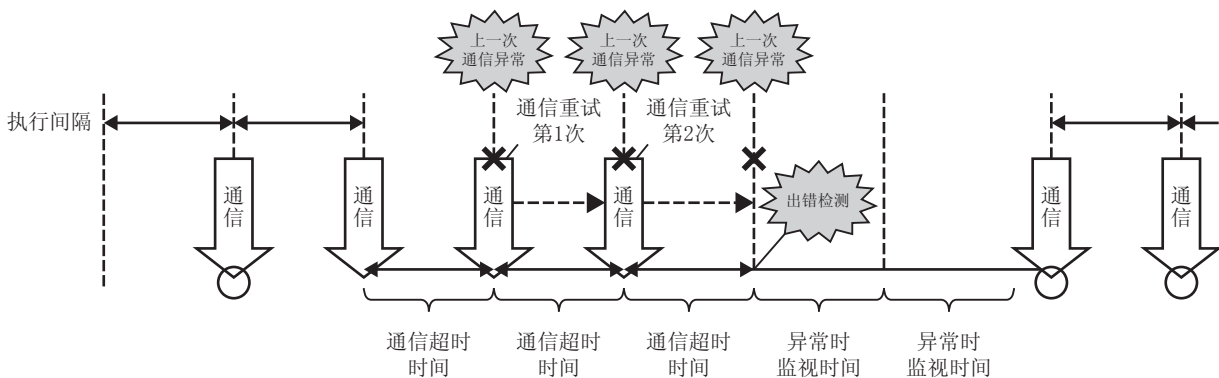 上一次
通信异常
上一次
通信异常
上一次
通信异常
执行间隔
通信重试
第1次
通信重试
第2次
通信
通信
通信
通信
出错检测
通信
通信
通信超时
时间
通信超时
时间
通信超时
时间
异常时
监视时间
异常时
监视时间